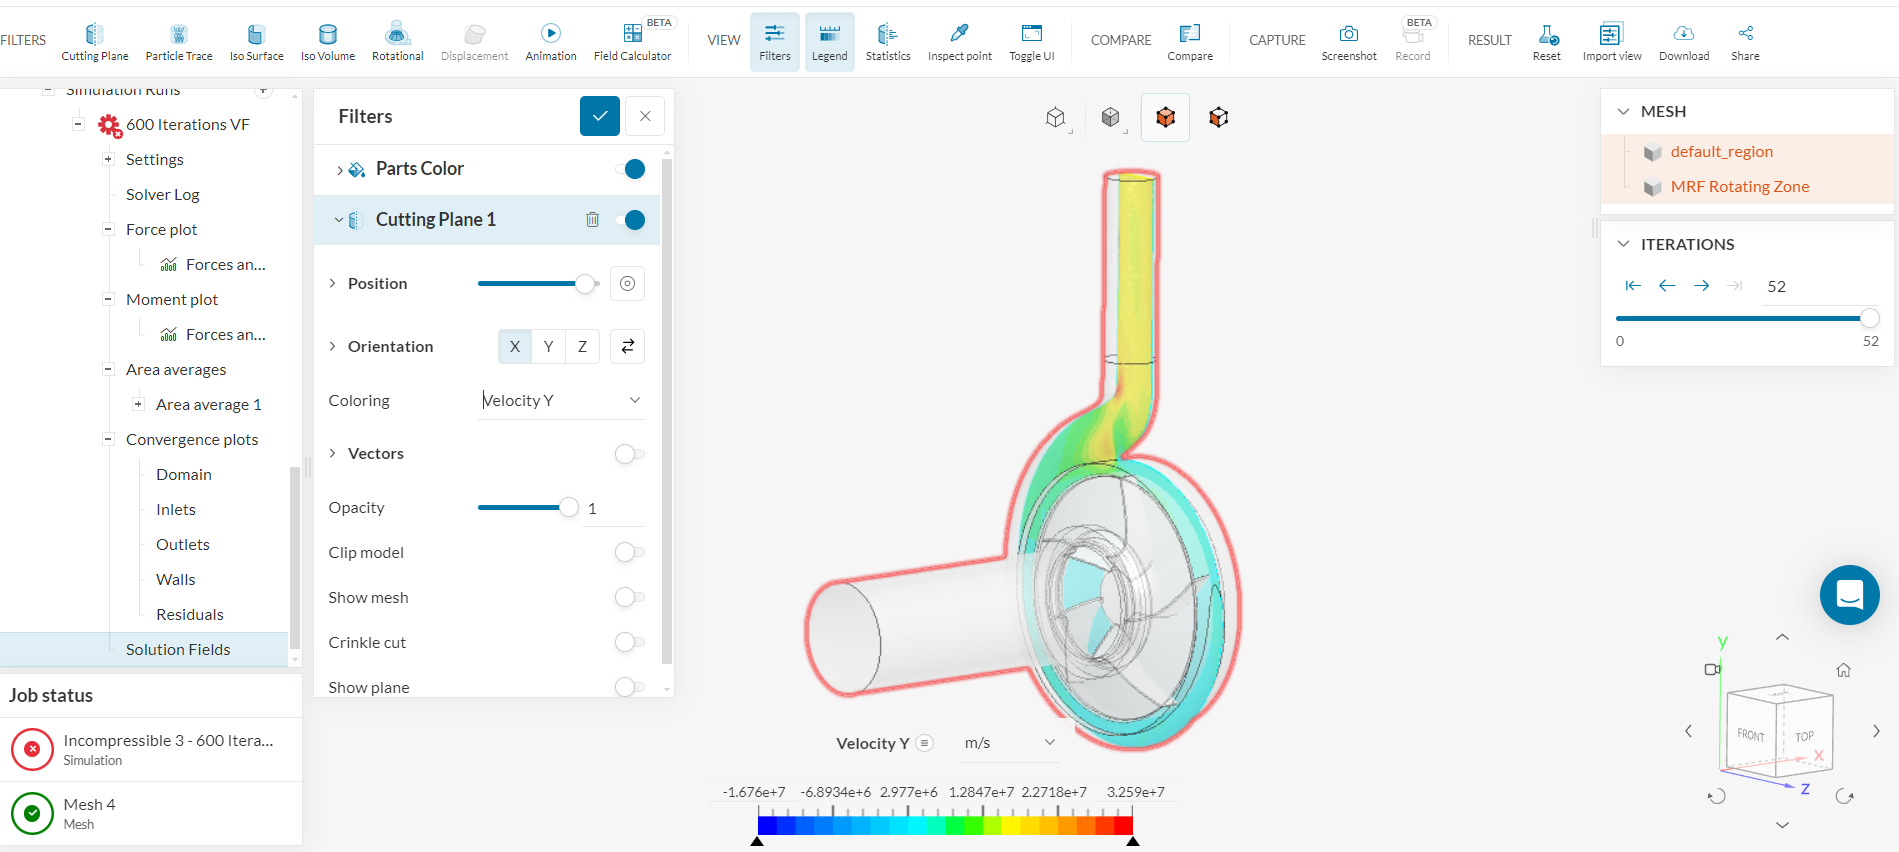 FILTERS
Cutting Plane
Particle Trace
Iso Surface
Iso Volume
Rotational
Displacement
Animation
BETA
Field Calculator
VIEW
Filters
Legend
Statistics
Inspect point
Toggle UI
COMPARE
Compare
CAPTURE
Screenshot
BETA
Record
RESULT
Reset
Import view
Download
Share
Simulation Runs
600 Iterations VF
Settings
Solver Log
Force plot
Forces an...
Moment plot
Forces an...
Area averages
Area average 1
Convergence plots
Domain
Inlets
Outlets
Walls
Residuals
Solution Fields
Job status
Incompressible 3 - 600 Itera...
Simulation
Mesh 4
Mesh
Filters
Parts Color
Cutting Plane 1
Position
Orientation
X Y Z
Coloring
Velocity Y
Vectors
Opacity
1
Clip model
Show mesh
Crinkle cut
Show plane
Velocity Y
m/s
-1.676e+7 -6.8934e+6 2.977e+6 1.2847e+7 2.2718e+7 3.259e+7
MESH
default_region
MRF Rotating Zone
ITERATIONS
52
0
52
y
FRONT
TOP
X
Z